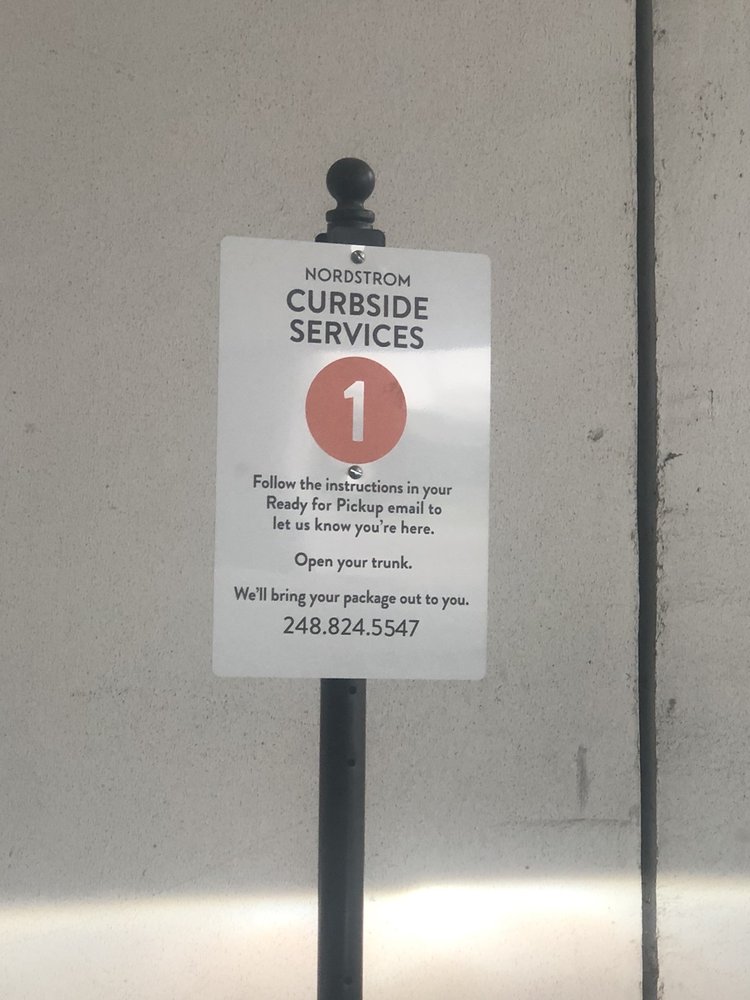 NORDSTROM
CURBSIDE
SERVICES
1
Follow the instructions in your
Ready for Pickup email to
let us know you're here.
Open your trunk.
We'll bring your package out to you.
248.824.5547